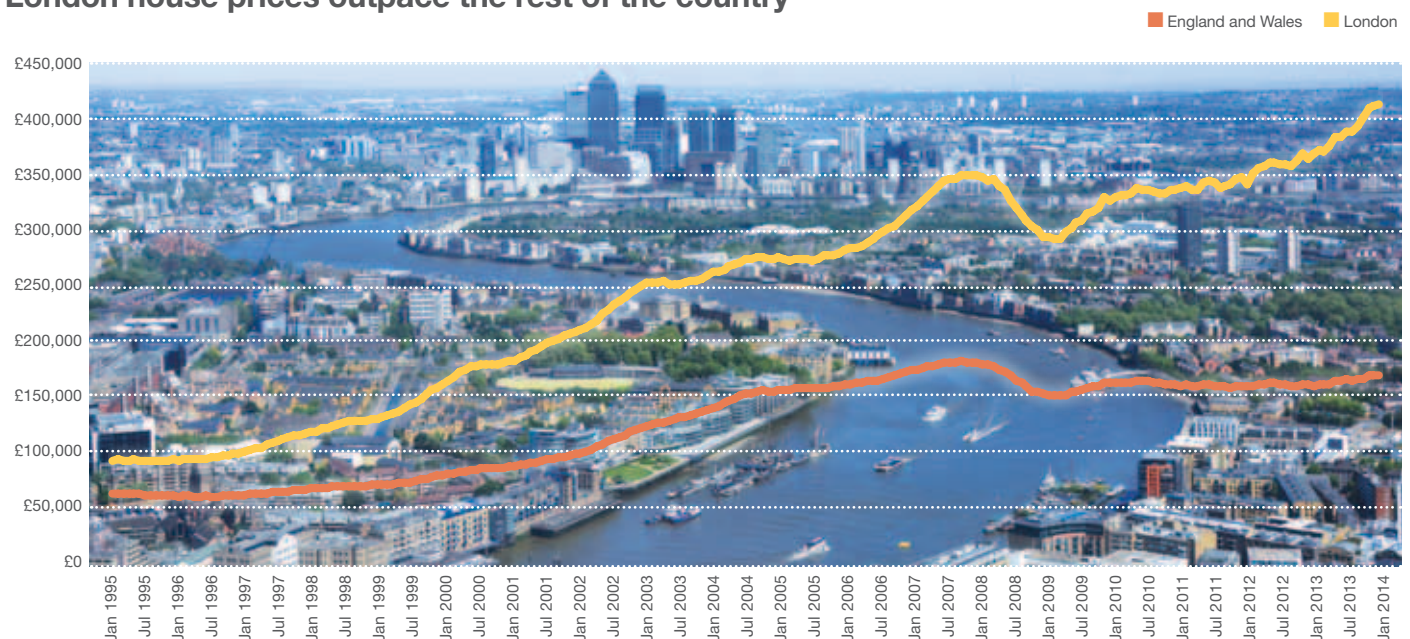 London house prices outpace the rest of the country
England and Wales
London
£450,000
£400,000
£350,000
£300,000
£250,000
£200,000
£150,000
£100,000
£50,000
£0
Jan 1995
Jul 1995
Jan 1996
Jul 1996
Jan 1997
Jul 1997
Jan 1998
Jul 1998
Jan 1999
Jul 1999
Jan 2000
Jul 2000
Jan 2001
Jul 2001
Jan 2002
Jul 2002
Jan 2003
Jul 2003
Jan 2004
Jul 2004
Jan 2005
Jul 2005
Jan 2006
Jul 2006
Jan 2007
Jul 2007
Jan 2008
Jul 2008
Jan 2009
Jul 2009
Jan 2010
Jul 2010
Jan 2011
Jul 2011
Jan 2012
Jul 2012
Jan 2013
Jul 2013
Jan 2014